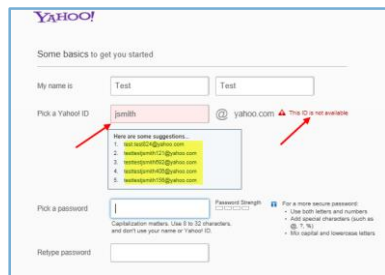 YAHOO!
Some basics to get you started
My name is Test Test
Pick a Yahoo! ID jsmith @ yahoo.com This ID is not available
Here are some suggestions...
1. test.test624@yahoo.com
2. testtestjsmith121@yahoo.com
3. testtestjsmith502@yahoo.com
4. testtestjsmith405@yahoo.com
5. testtestjsmith156@yahoo.com
Pick a password Password Strength
Capitalization matters. Use 6 to 32 characters,
and don't use your name or Yahoo! ID.
For a more secure password:
• Use both letters and numbers
• Add special characters (such as
@, ?, %)
• Mix capital and lowercase letters
Retype password